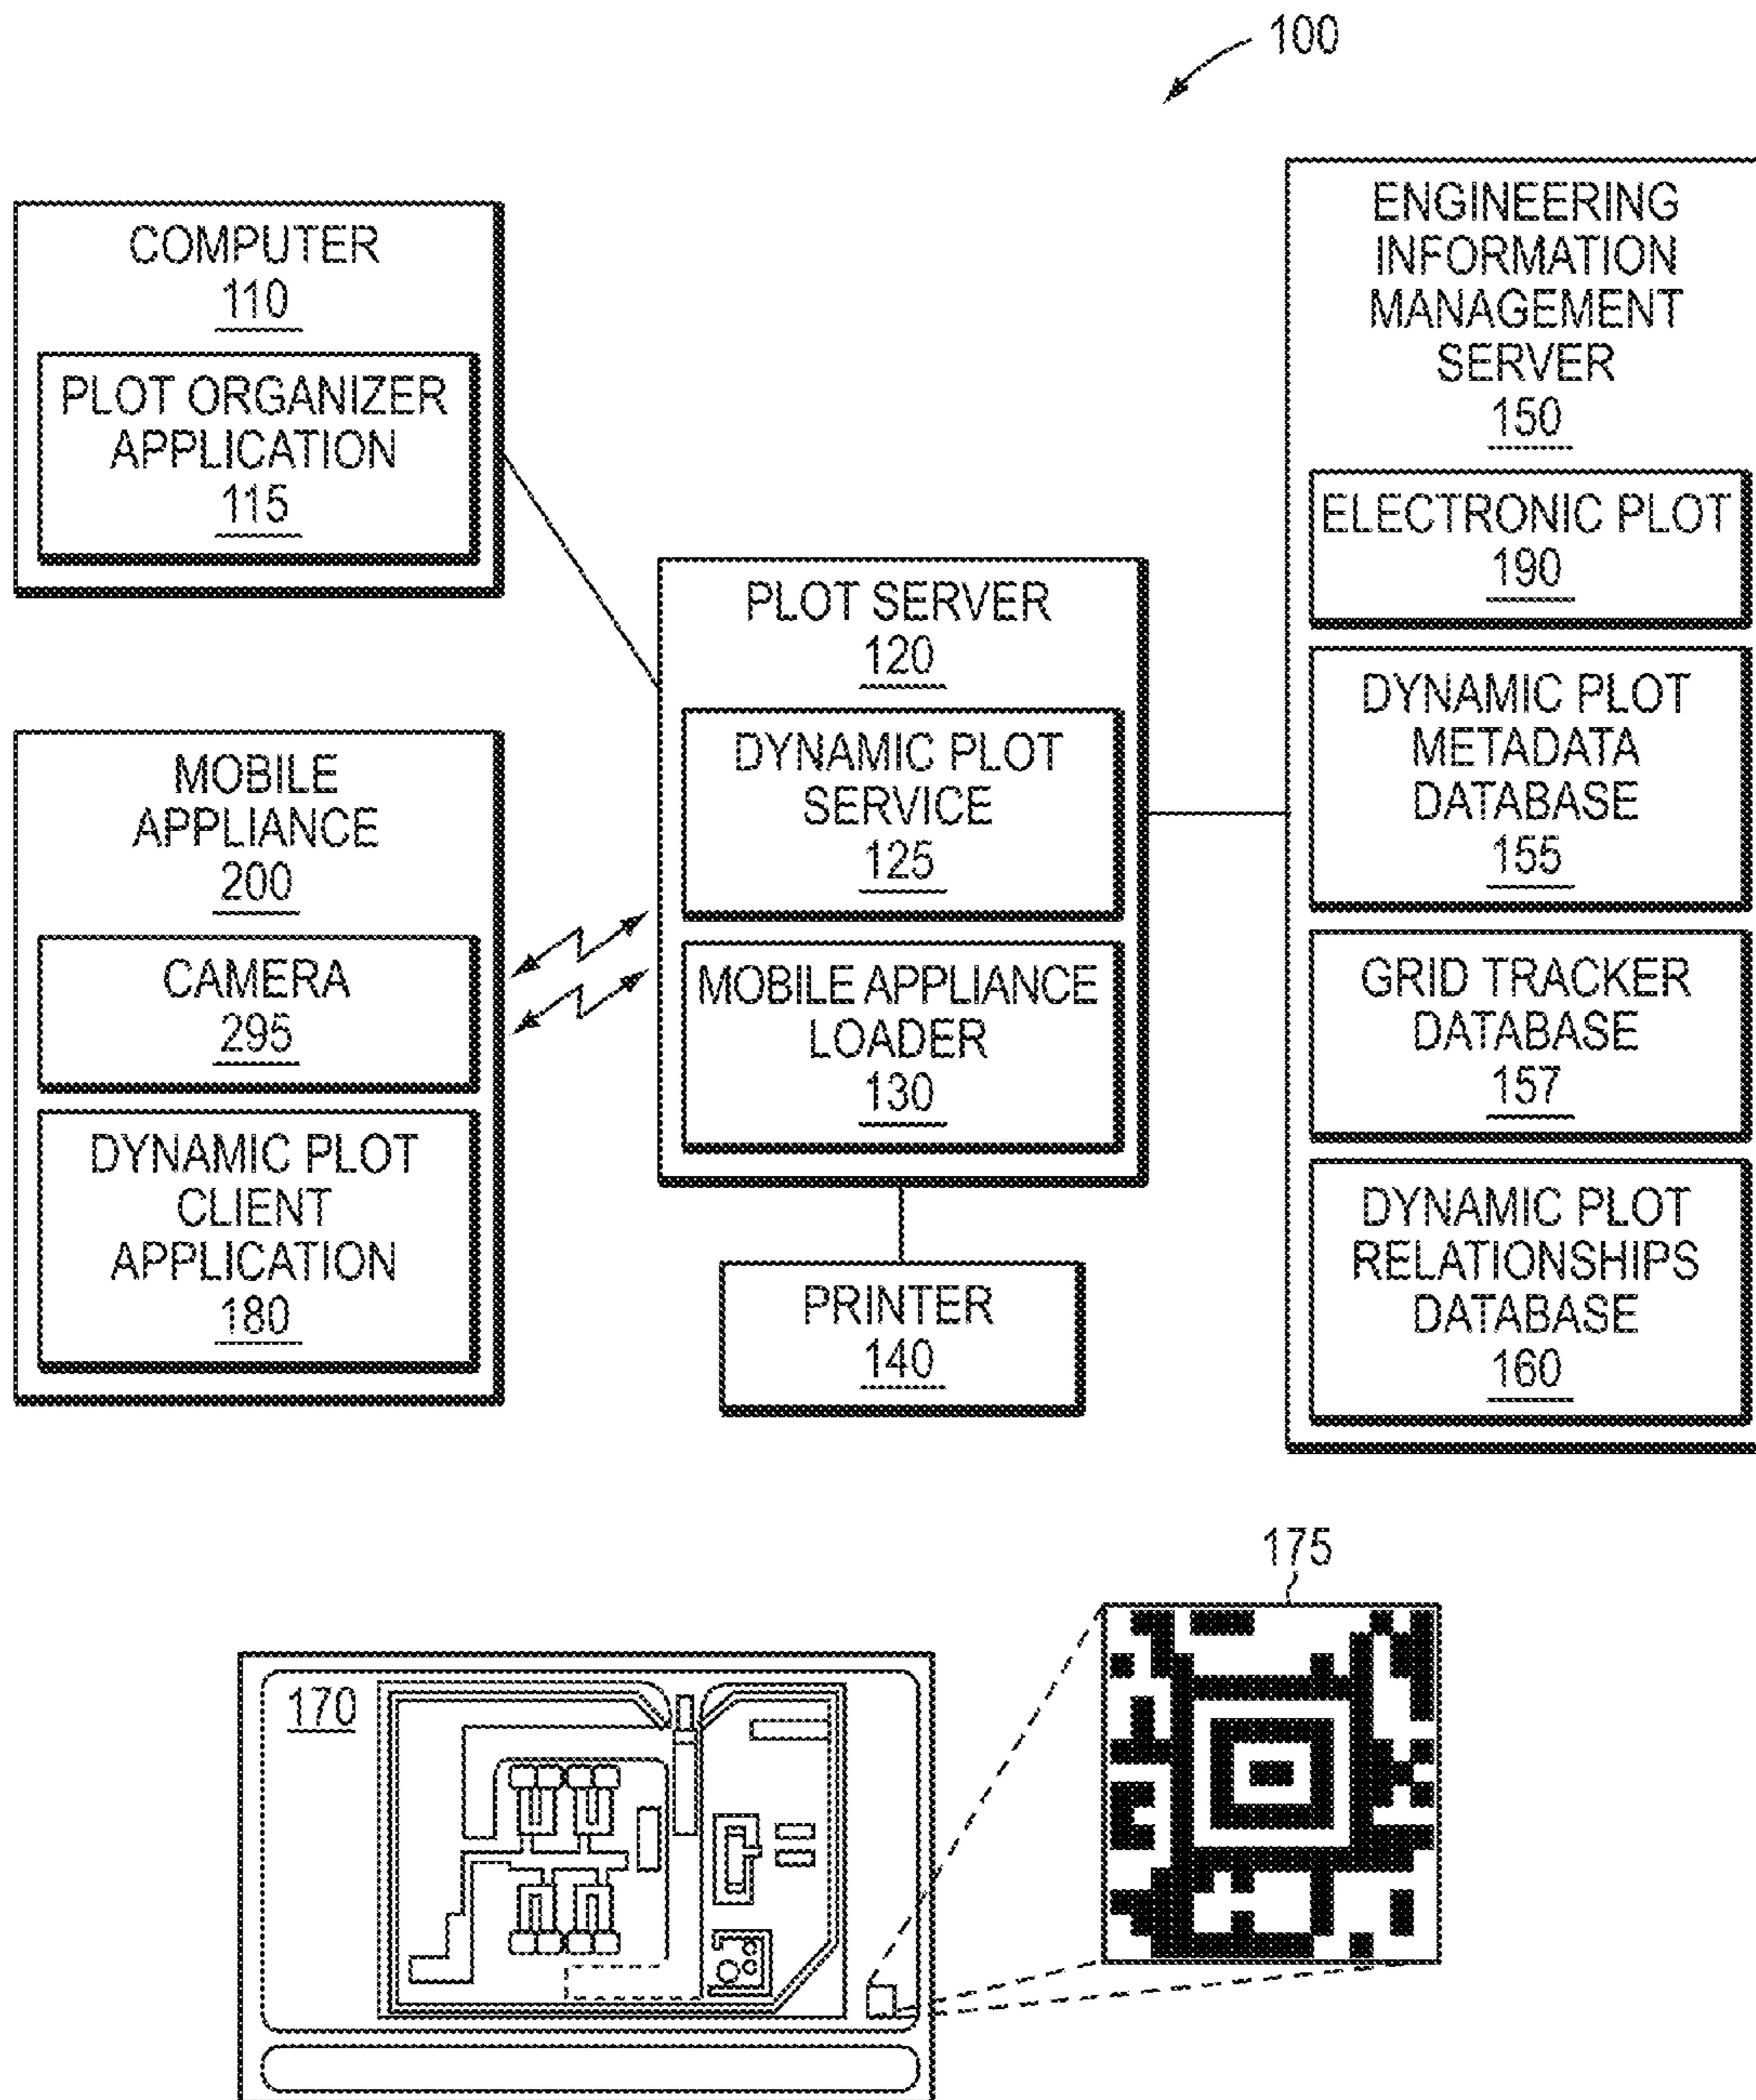 100
COMPUTER
110
PLOT ORGANIZER
APPLICATION
115
MOBILE
APPLIANCE
200
CAMERA
295
DYNAMIC PLOT
CLIENT
APPLICATION
180
PLOT SERVER
120
DYNAMIC PLOT
SERVICE
125
MOBILE APPLIANCE
LOADER
130
PRINTER
140
ENGINEERING
INFORMATION
MANAGEMENT
SERVER
150
ELECTRONIC PLOT
190
DYNAMIC PLOT
METADATA
DATABASE
155
GRID TRACKER
DATABASE
157
DYNAMIC PLOT
RELATIONSHIPS
DATABASE
160
170
175